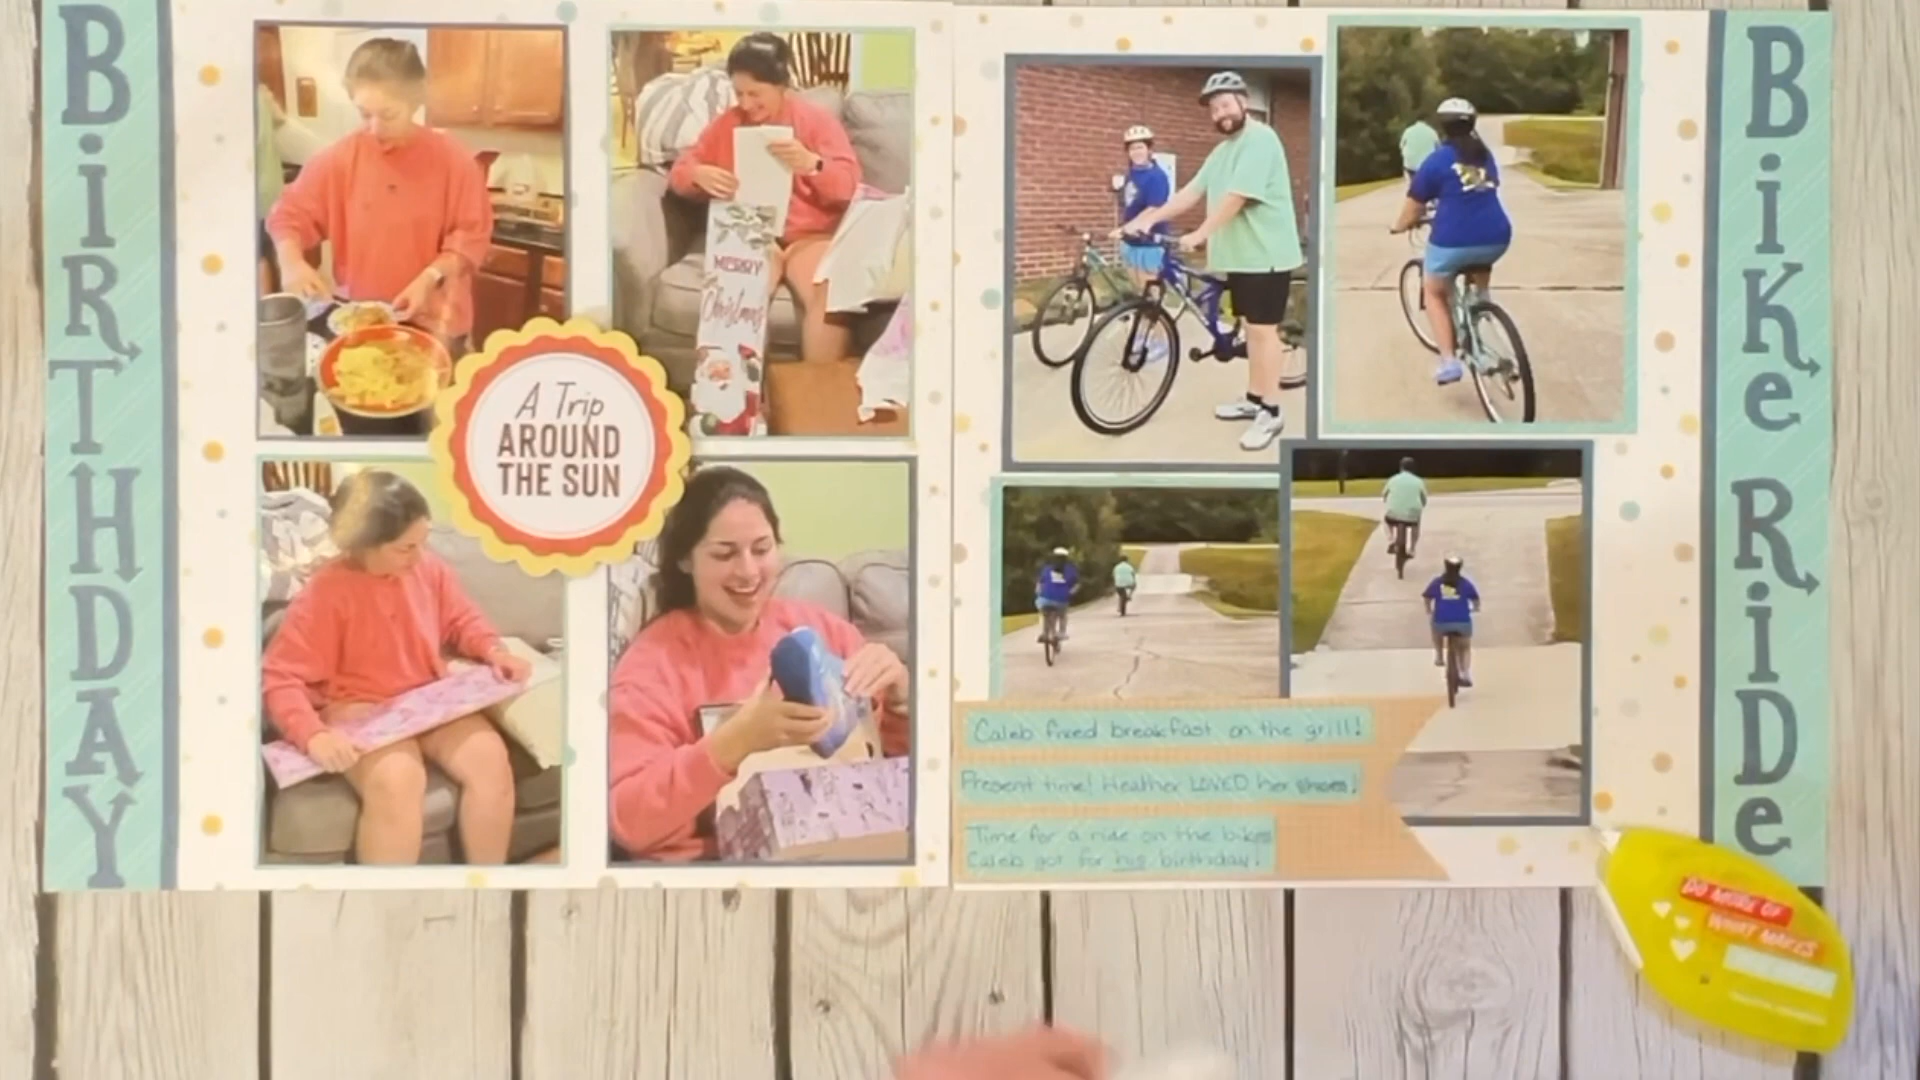 BiRTHDAY
MERRY
Christmas
A Trip
AROUND
THE SUN
BiKe RiDe
Caleb fixed breakfast on the grill!
Present time! Heather LOVED her shoes!
Time for a ride on the bikes
Caleb got for his birthday!
DO MORE OF
WHAT MAKES